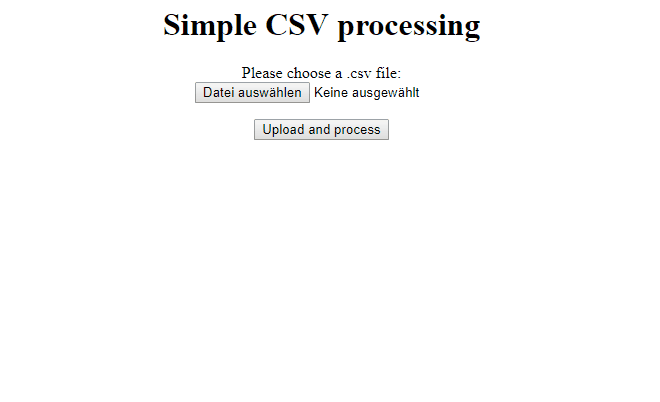 Simple CSV processing
Please choose a .csv file:
Datei auswählen Keine ausgewählt
Upload and process